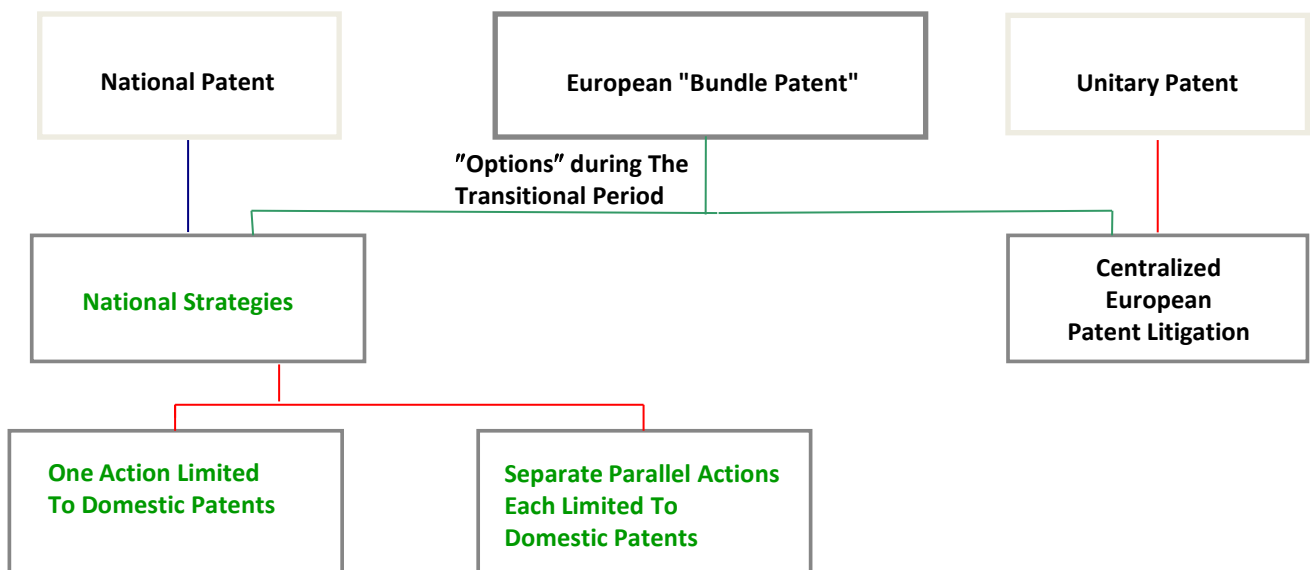 National Patent
European "Bundle Patent"
Unitary Patent
″Options” during The
Transitional Period
National Strategies
Centralized
European
Patent Litigation
One Action Limited
To Domestic Patents
Separate Parallel Actions
Each Limited To
Domestic Patents